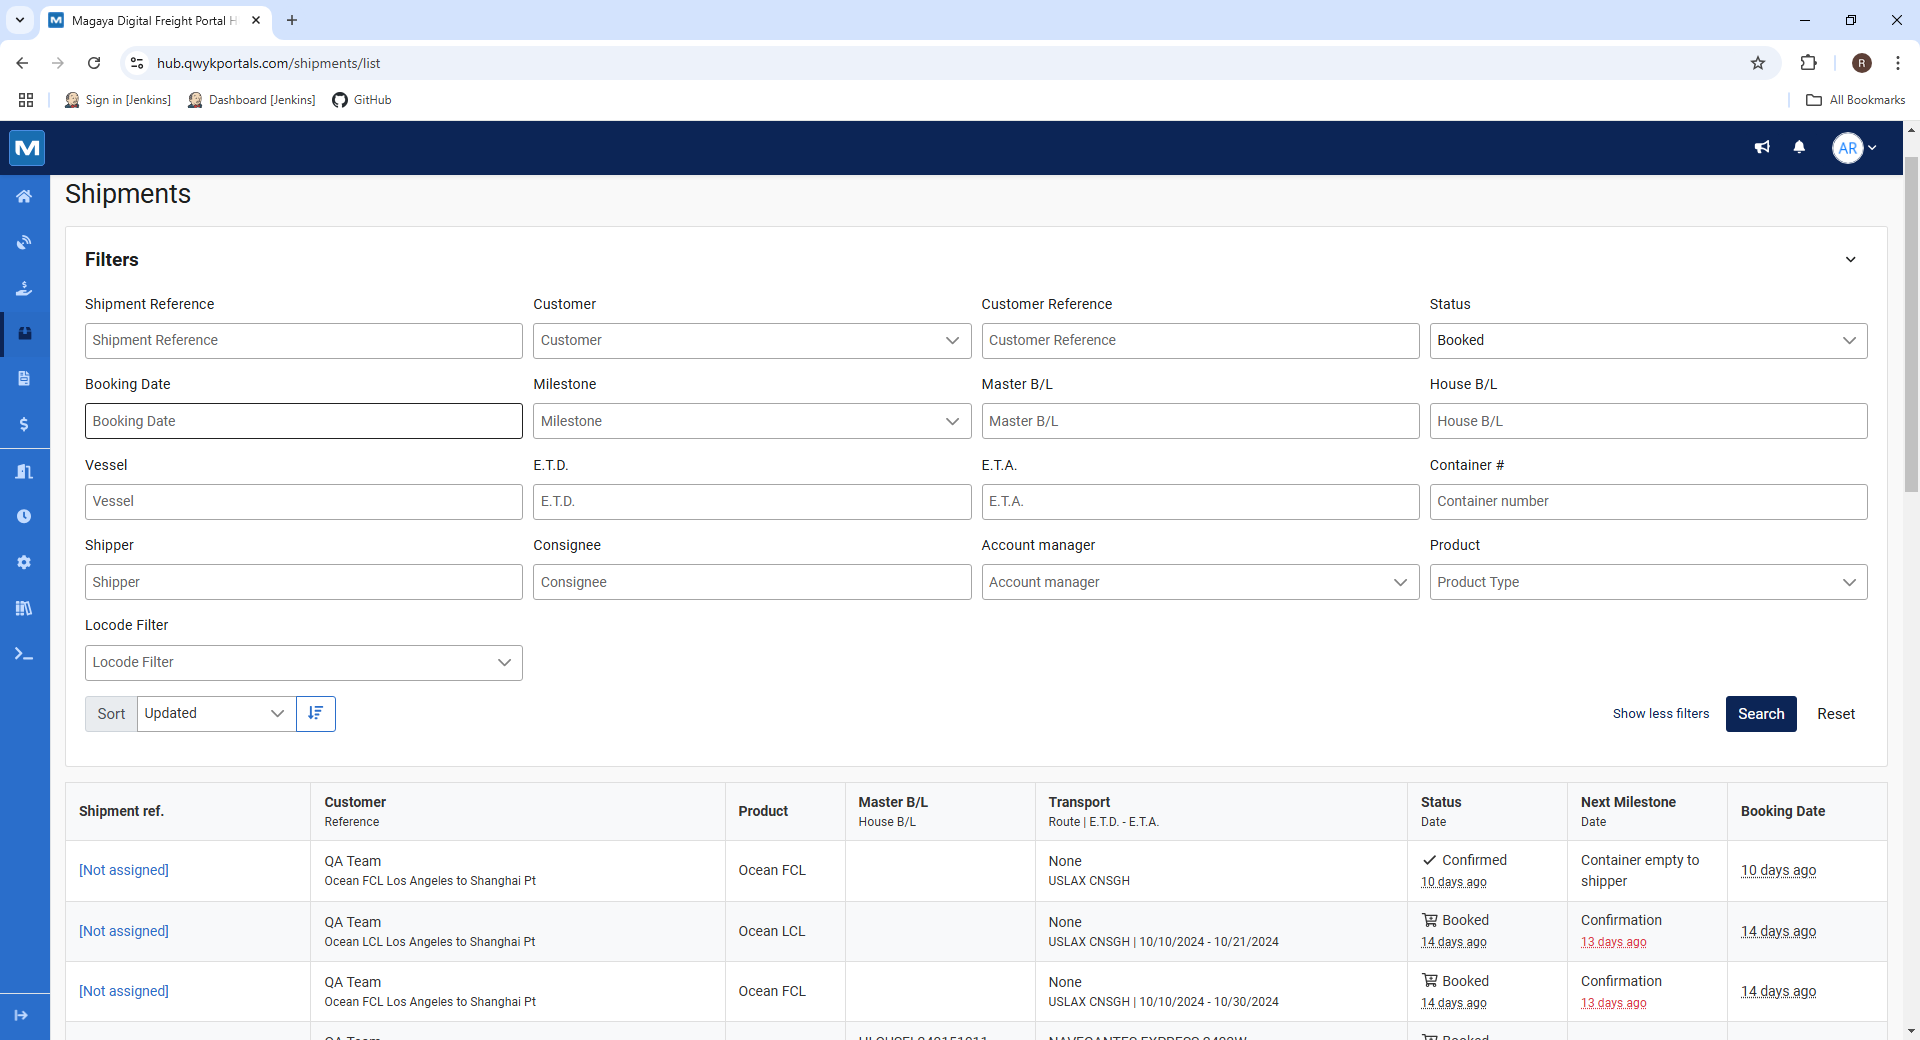 Magaya Digital Freight Portal H
hub.qwykportals.com/shipments/list
R
Sign in [Jenkins]
Dashboard [Jenkins]
GitHub
All Bookmarks
M
AR
Shipments
Filters
Shipment Reference
Customer
Customer Reference
Status
Shipment Reference
Customer
Customer Reference
Booked
Booking Date
Milestone
Master B/L
House B/L
Booking Date
Milestone
Master B/L
House B/L
Vessel
E.T.D.
E.T.A.
Container #
Vessel
E.T.D.
E.T.A.
Container number
Shipper
Consignee
Account manager
Product
Shipper
Consignee
Account manager
Product Type
Locode Filter
Locode Filter
Sort
Updated
Show less filters
Search
Reset
Shipment ref.
Customer
Reference
Product
Master B/L
House B/L
Transport
Route | E.T.D. - E.T.A.
Status
Date
Next Milestone
Date
Booking Date
[Not assigned]
QA Team
Ocean FCL Los Angeles to Shanghai Pt
Ocean FCL
None
USLAX CNSGH
Confirmed
10 days ago
Container empty to
shipper
10 days ago
[Not assigned]
QA Team
Ocean LCL Los Angeles to Shanghai Pt
Ocean LCL
None
USLAX CNSGH | 10/10/2024 - 10/21/2024
Booked
14 days ago
Confirmation
13 days ago
14 days ago
[Not assigned]
QA Team
Ocean FCL Los Angeles to Shanghai Pt
Ocean FCL
None
USLAX CNSGH | 10/10/2024 - 10/30/2024
Booked
14 days ago
Confirmation
13 days ago
14 days ago
QA Team
Booked